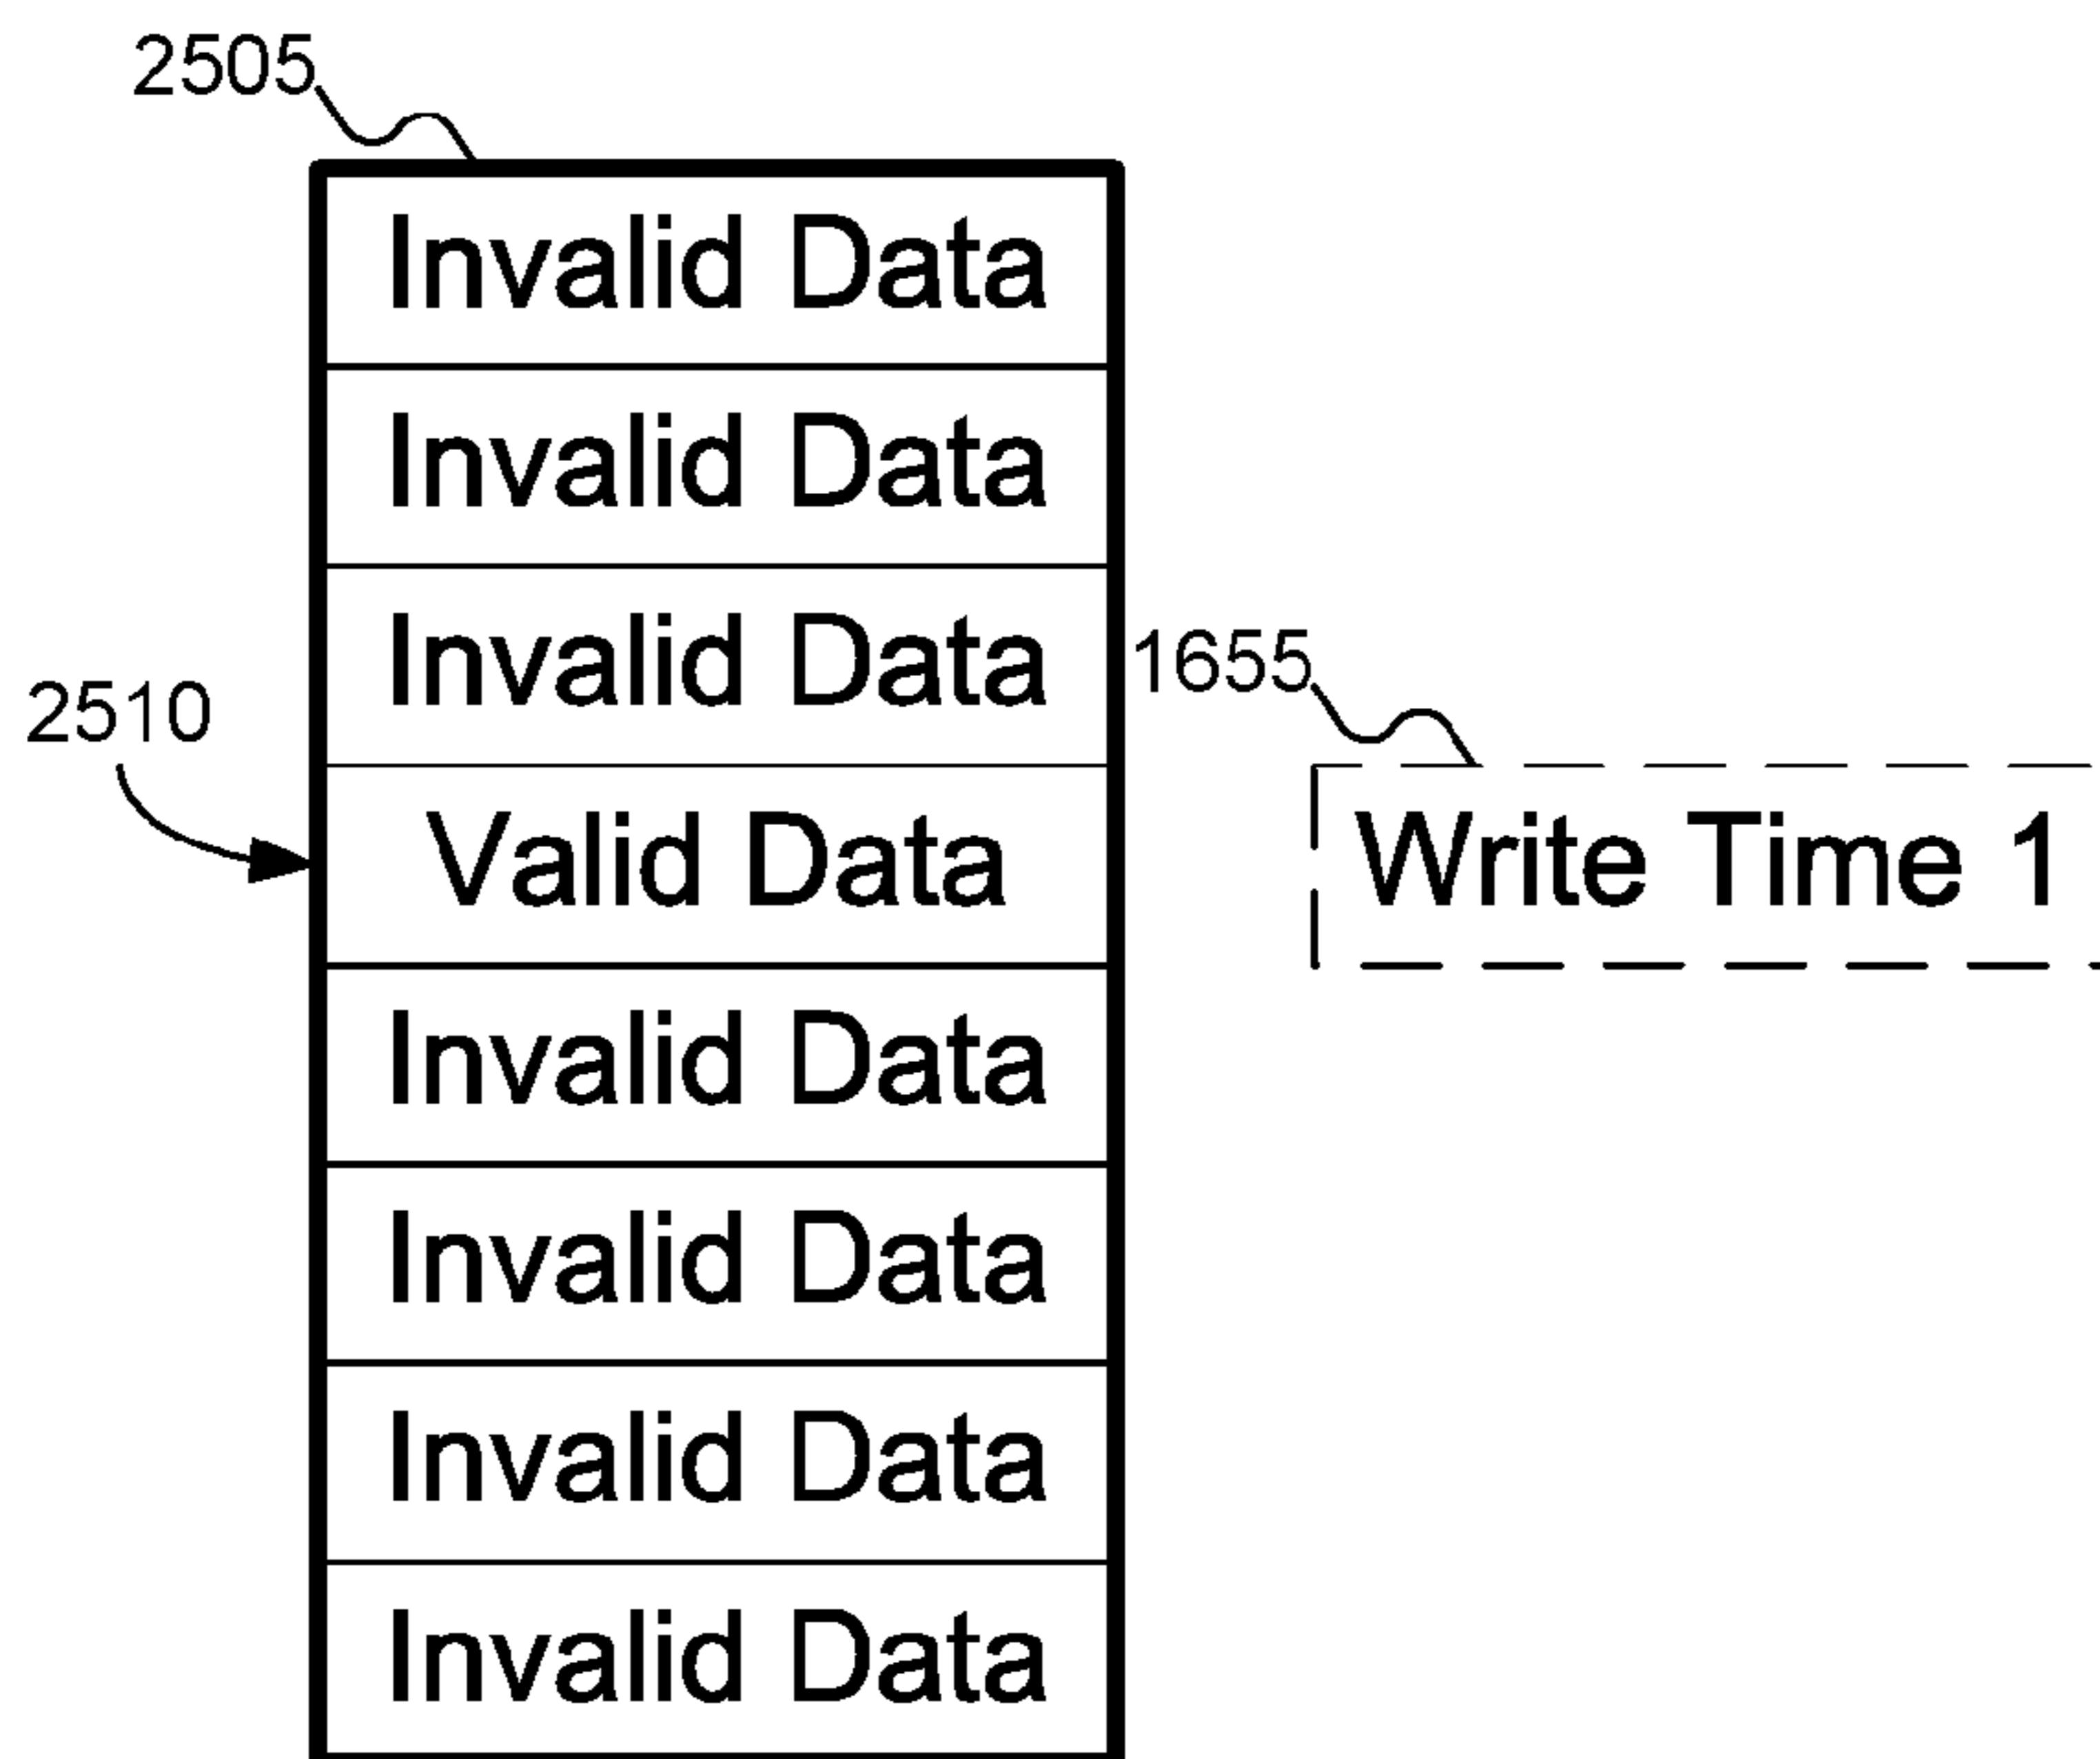 2505
Invalid Data
Invalid Data
Invalid Data
1655
2510
Valid Data
Write Time 1
Invalid Data
Invalid Data
Invalid Data
Invalid Data